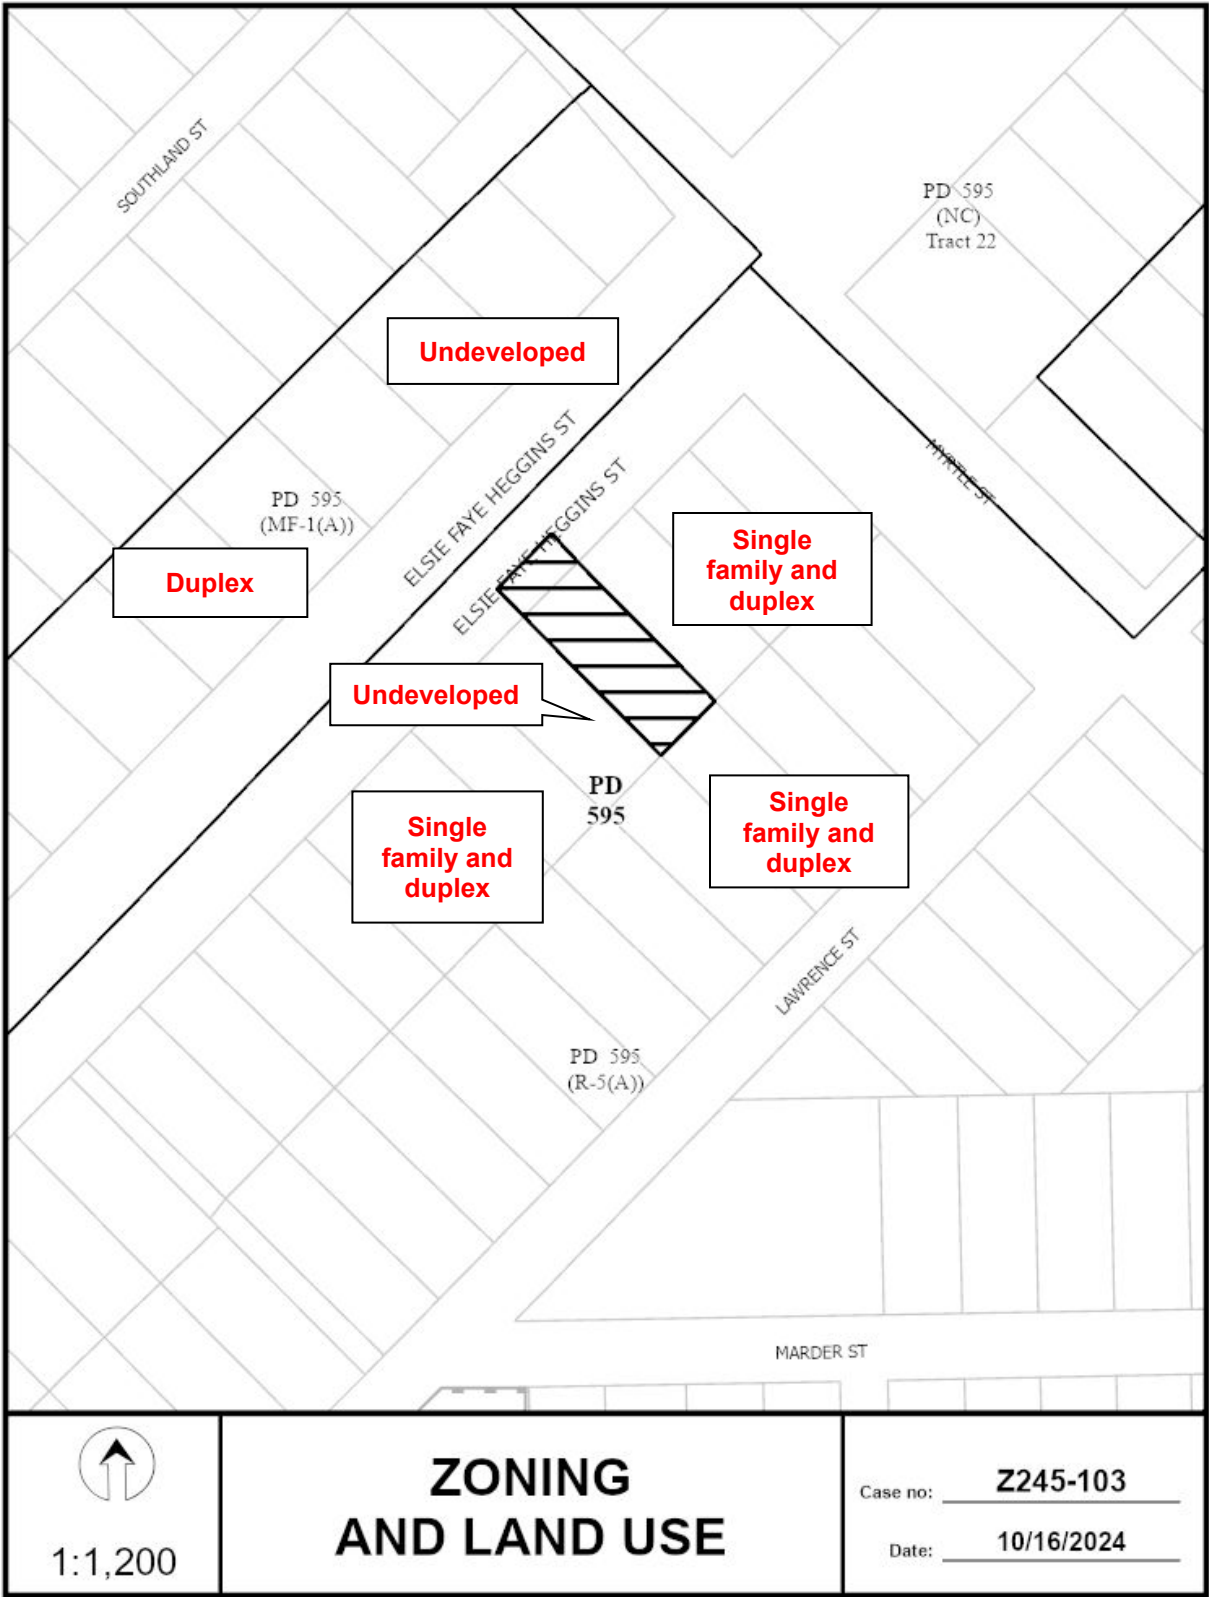 SOUTHLAND ST
PD 595
(NC)
Tract 22
Undeveloped
ELSIE FAYE HEGGINS ST
MYRTLE ST
PD 595
(MF-1(A))
ELSIE FAYE HEGGINS ST
Single
family and
duplex
Duplex
Undeveloped
PD
595
Single
family and
duplex
Single
family and
duplex
LAWRENCE ST
PD 595
(R-5(A))
MARDER ST
1:1,200
ZONING
AND LAND USE
Case no: Z245-103
Date: 10/16/2024